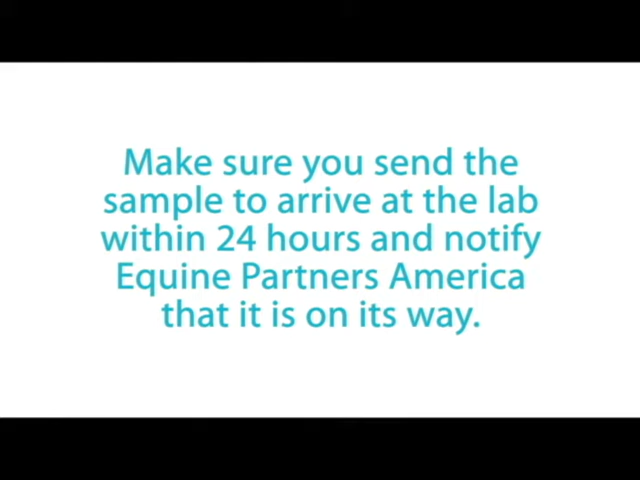 Make sure you send the
sample to arrive at the lab
within 24 hours and notify
Equine Partners America
that it is on its way.